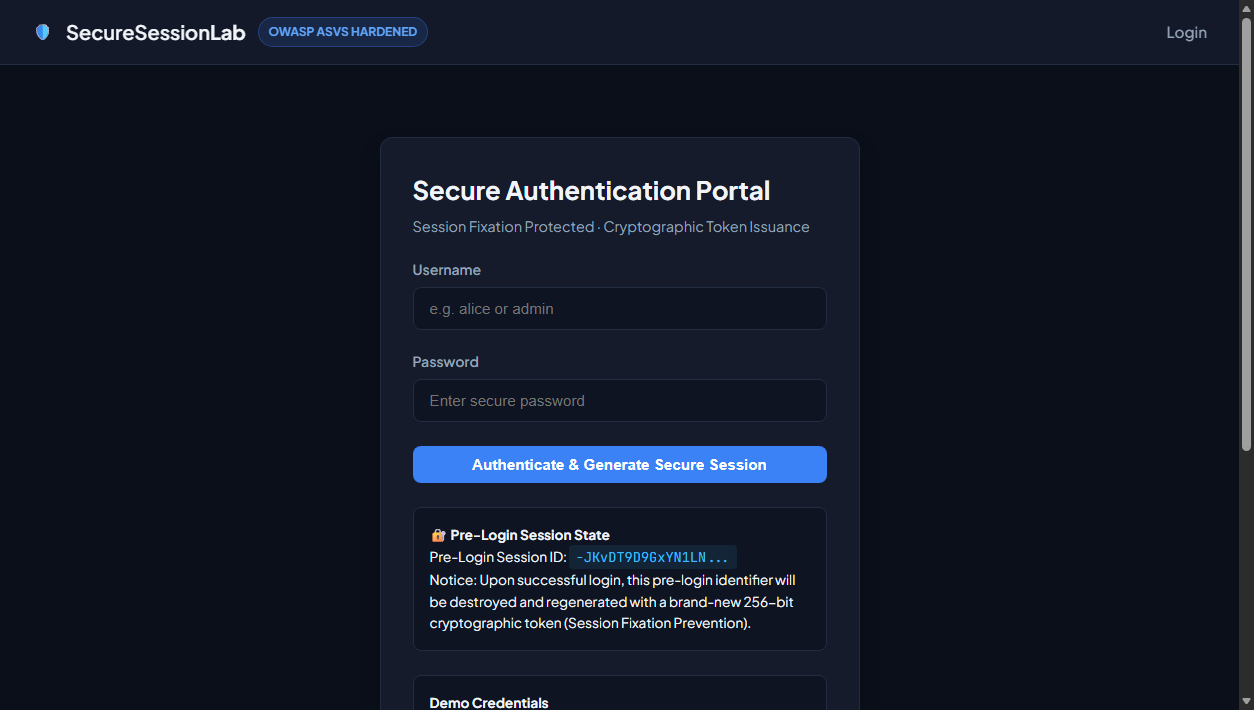 SecureSessionLab OWASP ASVS HARDENED Login
Secure Authentication Portal
Session Fixation Protected · Cryptographic Token Issuance
Username
e.g. alice or admin
Password
Enter secure password
Authenticate & Generate Secure Session
🔐 Pre-Login Session State
Pre-Login Session ID: -JKvDT9D9GxYN1LN...
Notice: Upon successful login, this pre-login identifier will
be destroyed and regenerated with a brand-new 256-bit
cryptographic token (Session Fixation Prevention).
Demo Credentials